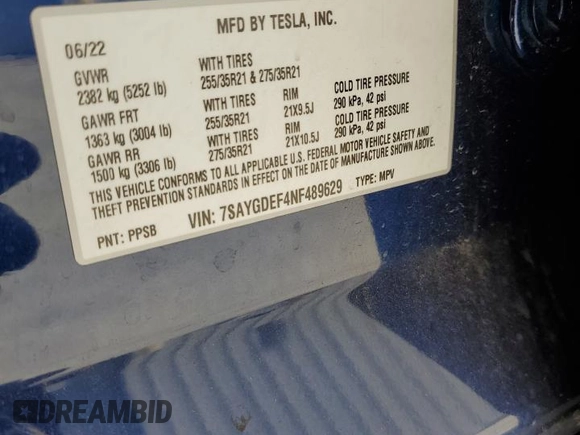 MFD BY TESLA, INC.
06/22
GVWR WITH TIRES
2382 kg (5252 lb) 255/35R21 & 275/35R21
GAWR FRT WITH TIRES RIM COLD TIRE PRESSURE
1363 kg (3004 lb) 255/35R21 21X9.5J 290 kPa, 42 psi
GAWR RR WITH TIRES RIM COLD TIRE PRESSURE
1500 kg (3306 lb) 275/35R21 21X10.5J 290 kPa, 42 psi
THIS VEHICLE CONFORMS TO ALL APPLICABLE U.S. FEDERAL MOTOR VEHICLE SAFETY AND
THEFT PREVENTION STANDARDS IN EFFECT ON THE DATE OF MANUFACTURE SHOWN ABOVE.
PNT: PPSB VIN: 7SAYGDEF4NF489629 TYPE: MPV
DREAMBID